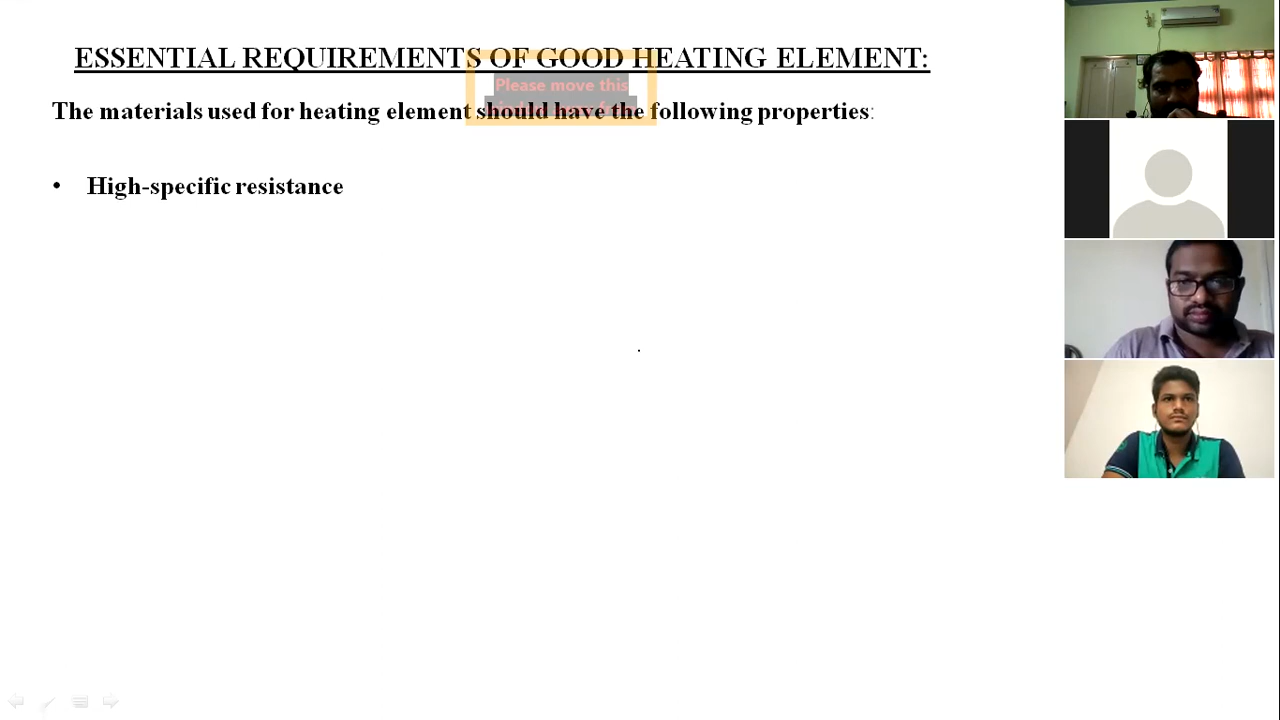 ESSENTIAL REQUIREMENTS OF GOOD HEATING ELEMENT:
Please move this
The materials used for heating element should have the following properties:
• High-specific resistance